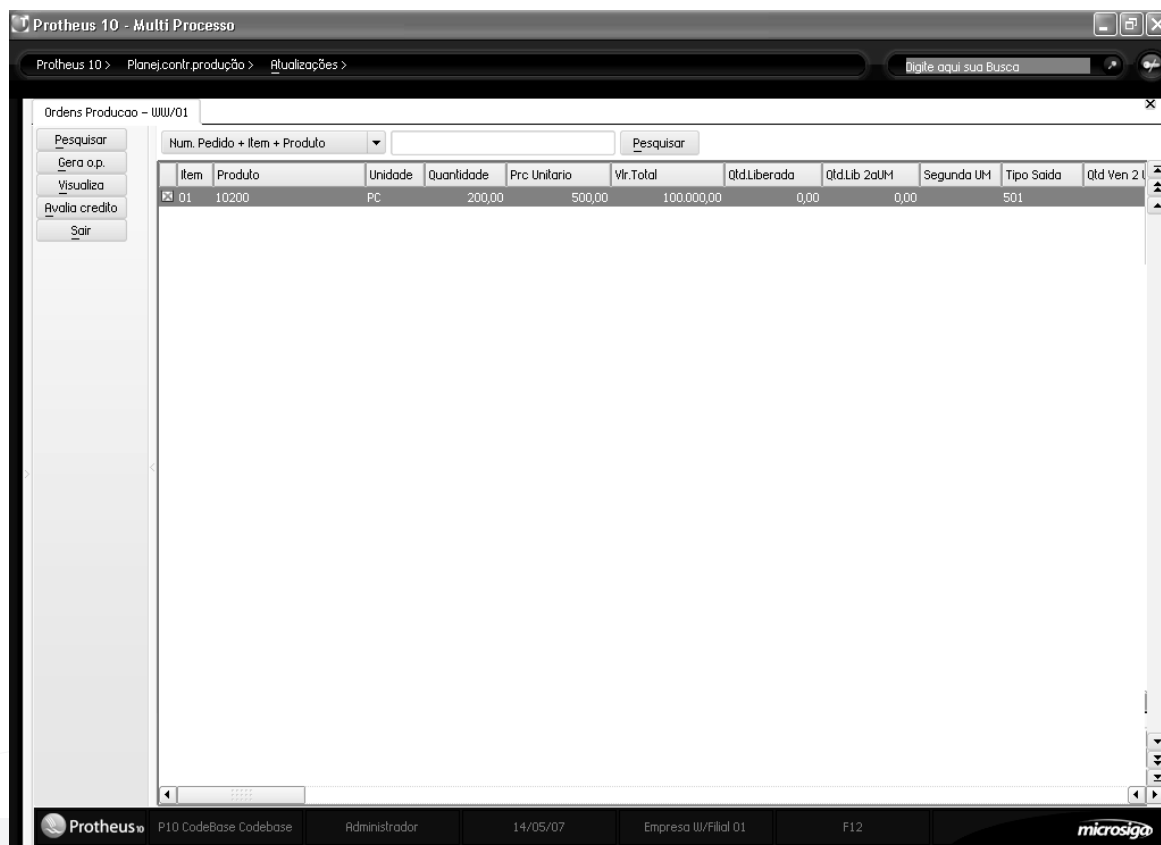 Protheus 10 - Multi Processo
Protheus 10 > Planej.contr.produção > Atualizações >
Digite aqui sua Busca
Ordens Producao – WW/01
Pesquisar
Gera o.p.
Visualiza
Avalia credito
Sair
Num. Pedido + Item + Produto
Pesquisar
Item Produto Unidade Quantidade Prc Unitario Vlr.Total Qtd.Liberada Qtd.Lib 2aUM Segunda UM Tipo Saida Qtd Ven 2 U
01 10200 PC 200,00 500,00 100.000,00 0,00 0,00 501
Protheus 10 P10 CodeBase Codebase Administrador 14/05/07 Empresa W/Filial 01 F12 microsiga